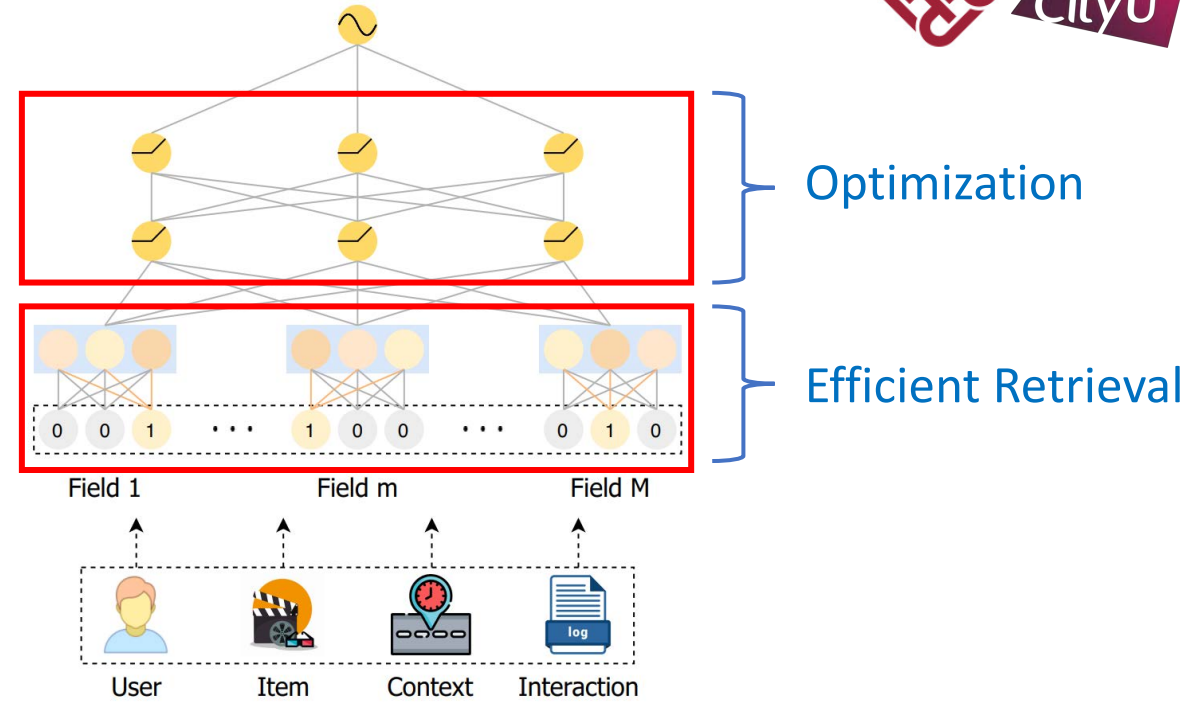 CityU
Optimization
Efficient Retrieval
0 0 1 · · · 1 0 0 · · · 0 1 0
Field 1 Field m Field M
log
User Item Context Interaction